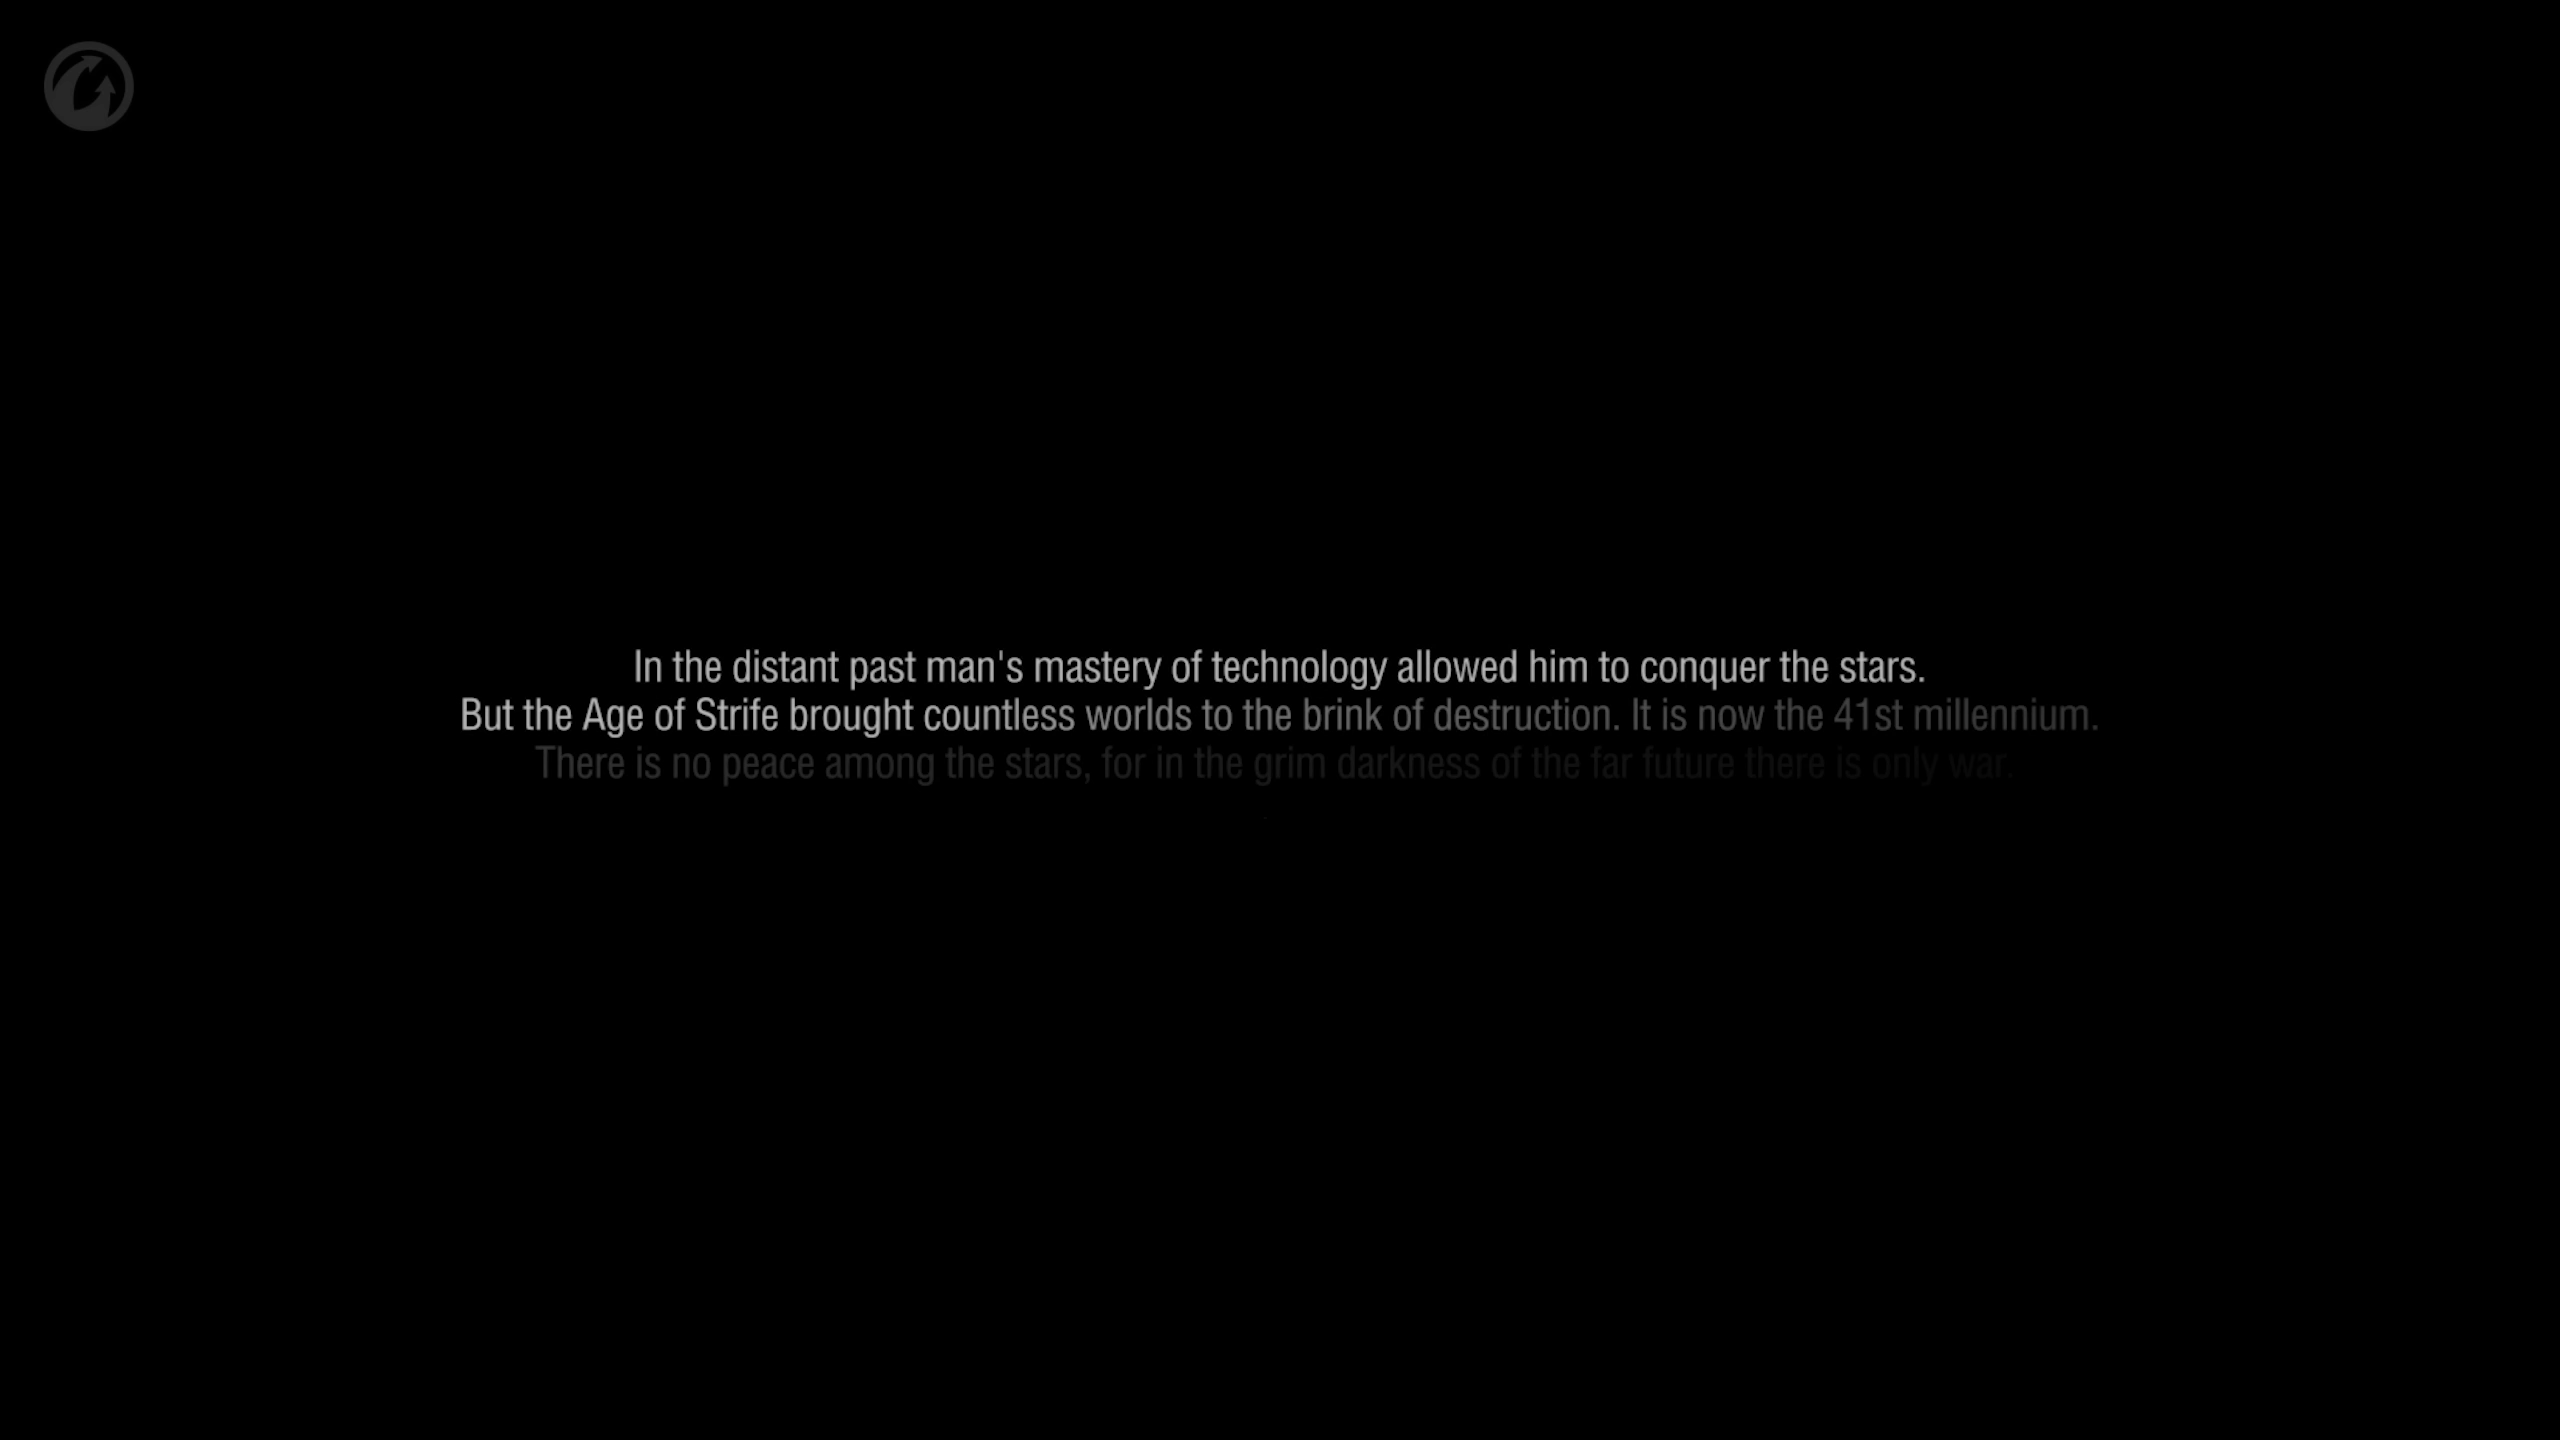 In the distant past man's mastery of technology allowed him to conquer the stars.
But the Age of Strife brought countless worlds to the brink of destruction. It is now the 41st millennium.
There is no peace among the stars, for in the grim darkness of the far future there is only war.